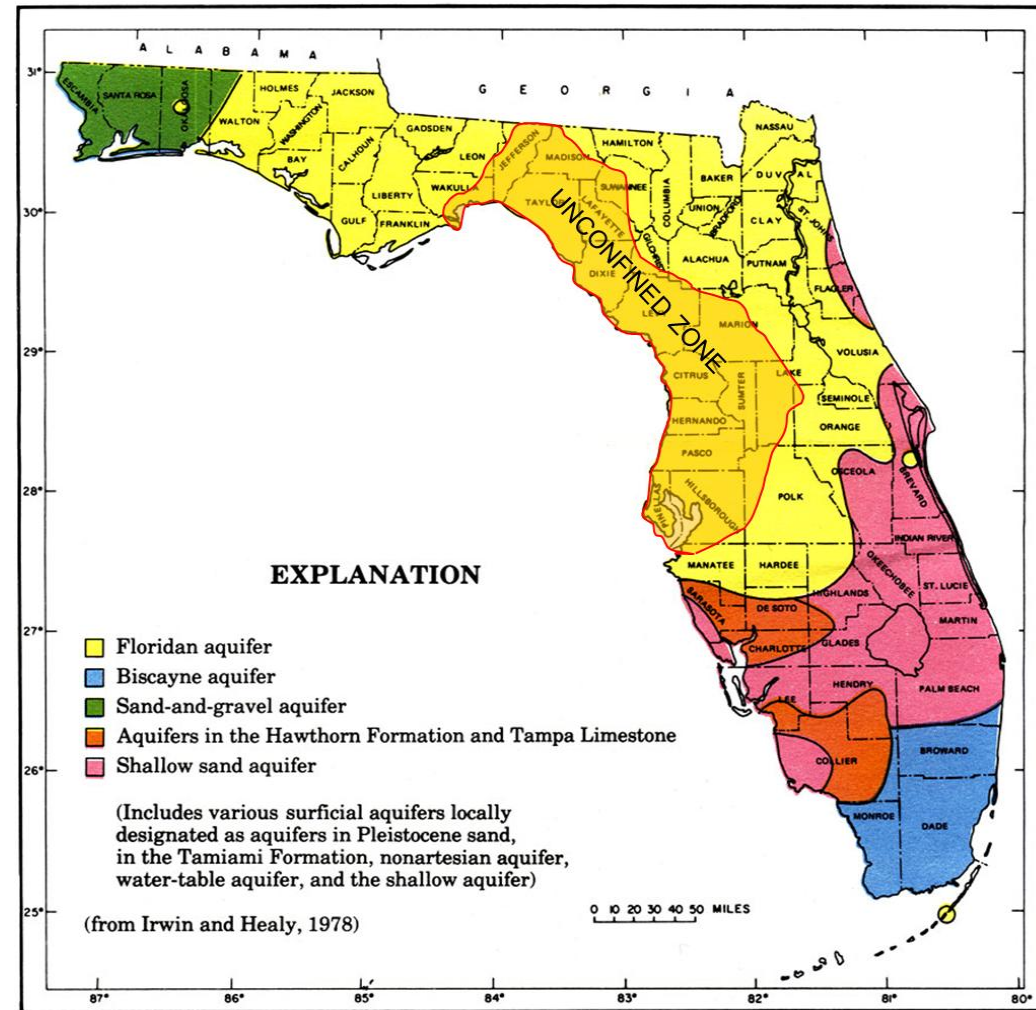 A L A B A M A
G E O R G I A
31°
30°
29°
28°
27°
26°
25°
87°
86°
85°
84°
83°
82°
81°
80°
ESCAMBIA
SANTA ROSA
OKALOOSA
WALTON
HOLMES
JACKSON
WASHINGTON
BAY
CALHOUN
GULF
LIBERTY
FRANKLIN
GADSDEN
LEON
WAKULLA
JEFFERSON
MADISON
TAYLOR
HAMILTON
SUWANNEE
LAFAYETTE
DIXIE
COLUMBIA
GILCHRIST
BAKER
UNION
BRADFORD
NASSAU
DUVAL
CLAY
ST. JOHNS
ALACHUA
PUTNAM
FLAGLER
LEVY
MARION
VOLUSIA
CITRUS
SUMTER
LAKE
SEMINOLE
ORANGE
HERNANDO
PASCO
PINELLAS
HILLSBOROUGH
POLK
OSCEOLA
BREVARD
INDIAN RIVER
MANATEE
HARDEE
HIGHLANDS
OKEECHOBEE
ST. LUCIE
SARASOTA
DE SOTO
CHARLOTTE
GLADES
MARTIN
LEE
HENDRY
PALM BEACH
COLLIER
BROWARD
MONROE
DADE
UNCONFINED ZONE
EXPLANATION
Floridan aquifer
Biscayne aquifer
Sand-and-gravel aquifer
Aquifers in the Hawthorn Formation and Tampa Limestone
Shallow sand aquifer
(Includes various surficial aquifers locally
designated as aquifers in Pleistocene sand,
in the Tamiami Formation, nonartesian aquifer,
water-table aquifer, and the shallow aquifer)
(from Irwin and Healy, 1978)
0 10 20 30 40 50 MILES